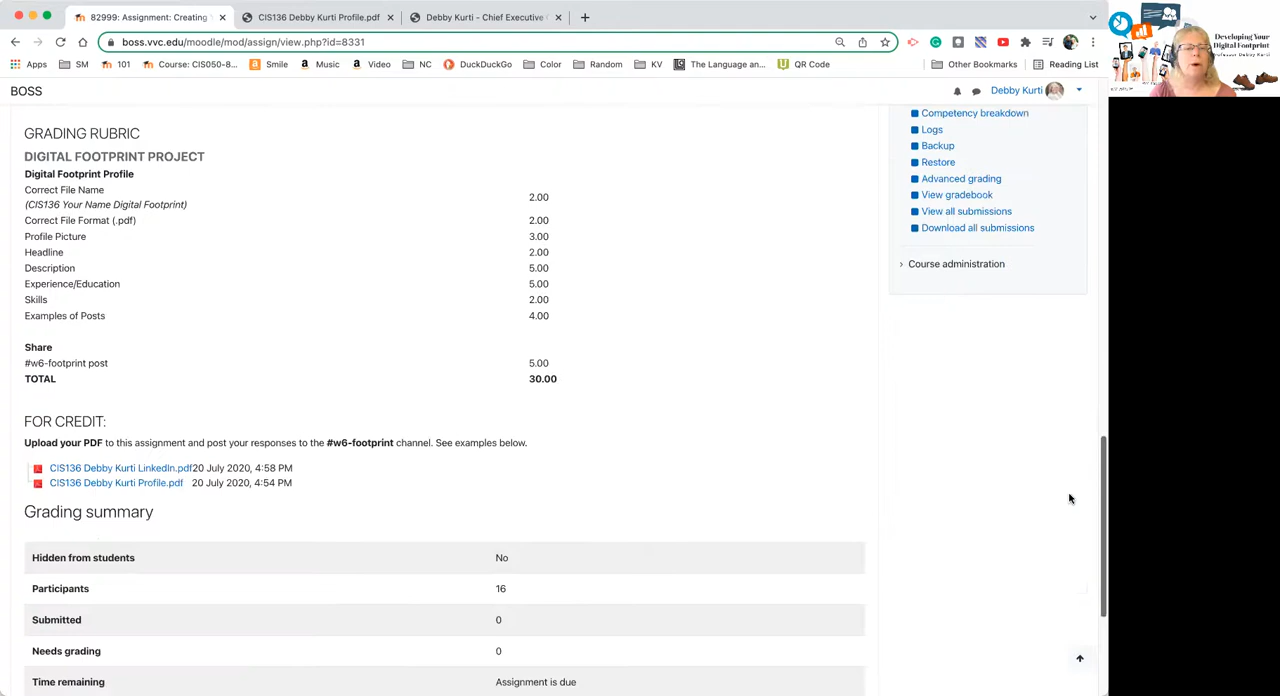 82999: Assignment: Creating
CIS136 Debby Kurti Profile.pdf
Debby Kurti - Chief Executive
boss.vvc.edu/moodle/mod/assign/view.php?id=8331
Apps
SM
101
Course: CIS050-8...
Smile
Music
Video
NC
DuckDuckGo
Color
Random
KV
The Language an...
QR Code
Other Bookmarks
Reading List
Developing Your
Digital Footprint
BOSS
Debby Kurti
GRADING RUBRIC
DIGITAL FOOTPRINT PROJECT
Digital Footprint Profile
Correct File Name
(CIS136 Your Name Digital Footprint) 2.00
Correct File Format (.pdf) 2.00
Profile Picture 3.00
Headline 2.00
Description 5.00
Experience/Education 5.00
Skills 2.00
Examples of Posts 4.00
Share
#w6-footprint post 5.00
TOTAL 30.00
FOR CREDIT:
Upload your PDF to this assignment and post your responses to the #w6-footprint channel. See examples below.
CIS136 Debby Kurti LinkedIn.pdf 20 July 2020, 4:58 PM
CIS136 Debby Kurti Profile.pdf 20 July 2020, 4:54 PM
Grading summary
Hidden from students No
Participants 16
Submitted 0
Needs grading 0
Time remaining Assignment is due
Competency breakdown
Logs
Backup
Restore
Advanced grading
View gradebook
View all submissions
Download all submissions
Course administration